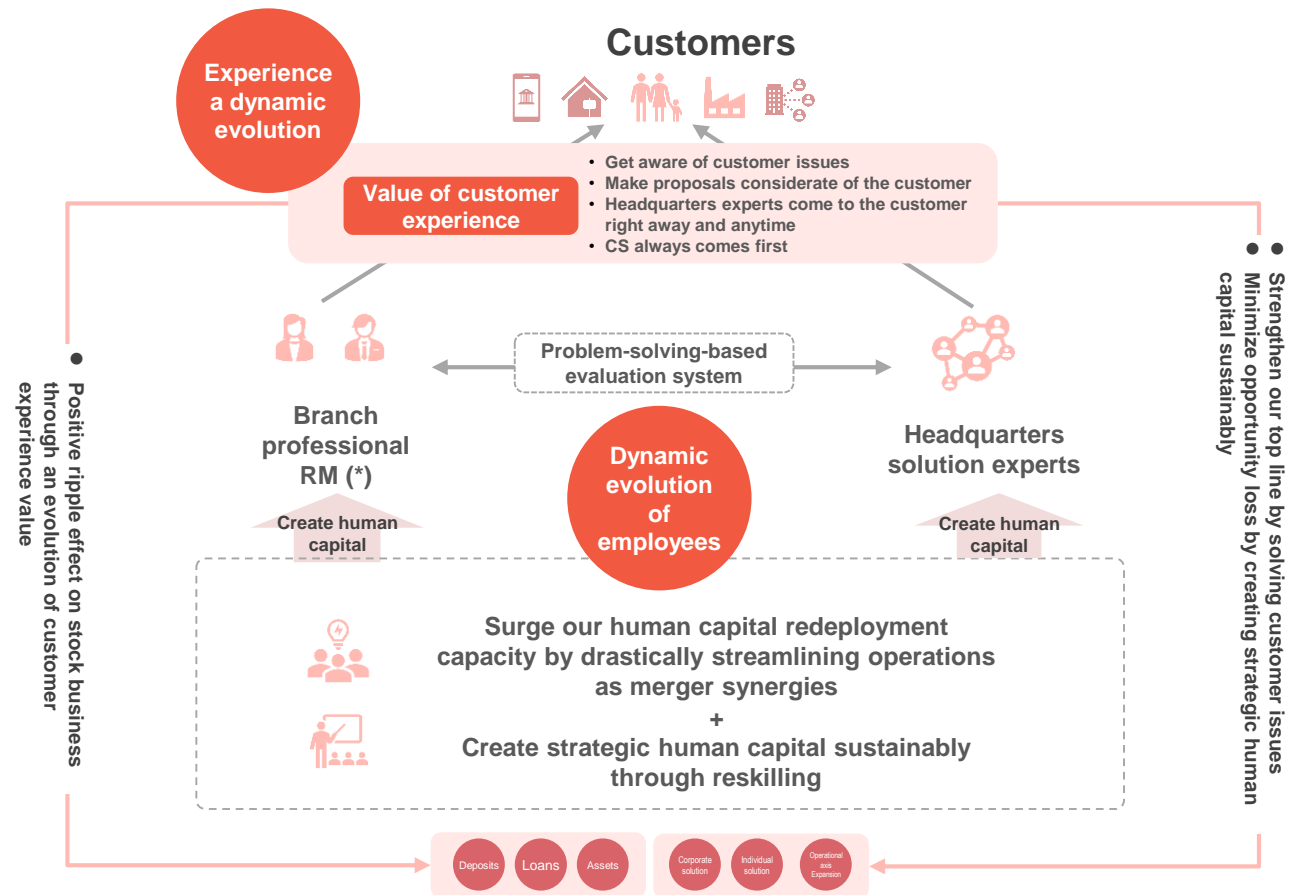 Customers
Experience
a dynamic
evolution
Value of customer
experience
• Get aware of customer issues
• Make proposals considerate of the customer
• Headquarters experts come to the customer
right away and anytime
• CS always comes first
Problem-solving-based
evaluation system
Branch
professional
RM (*)
Headquarters
solution experts
Dynamic
evolution
of
employees
Create human
capital
Create human
capital
Surge our human capital redeployment
capacity by drastically streamlining operations
as merger synergies
+
Create strategic human capital sustainably
through reskilling
● Positive ripple effect on stock business
through an evolution of customer
experience value
● Strengthen our top line by solving customer issues
● Minimize opportunity loss by creating strategic human
capital sustainably
Deposits
Loans
Assets
Corporate
solution
Individual
solution
Operational
axis
Expansion